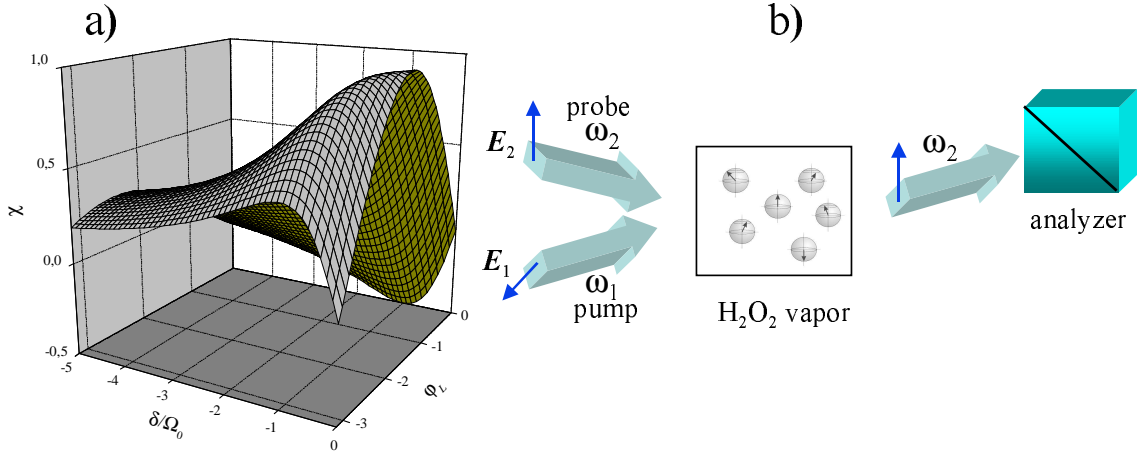 a)
1,0
0,5
0,0
-0,5
χ
-5
-4
-3
-2
-1
0
δ/Ω₀
0
-1
-2
-3
φ_L
b)
probe
E₂
ω₂
E₁
ω₁
pump
H₂O₂ vapor
ω₂
analyzer